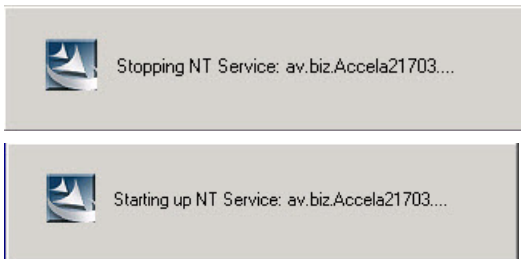 Stopping NT Service: av.biz.Accela21703....
Starting up NT Service: av.biz.Accela21703....